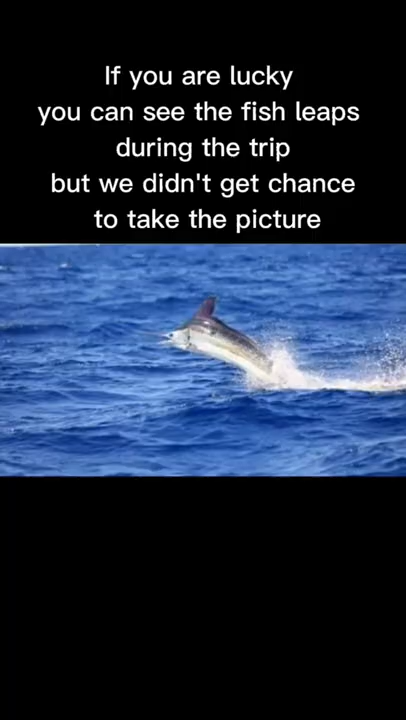 If you are lucky
you can see the fish leaps
during the trip
but we didn't get chance
to take the picture